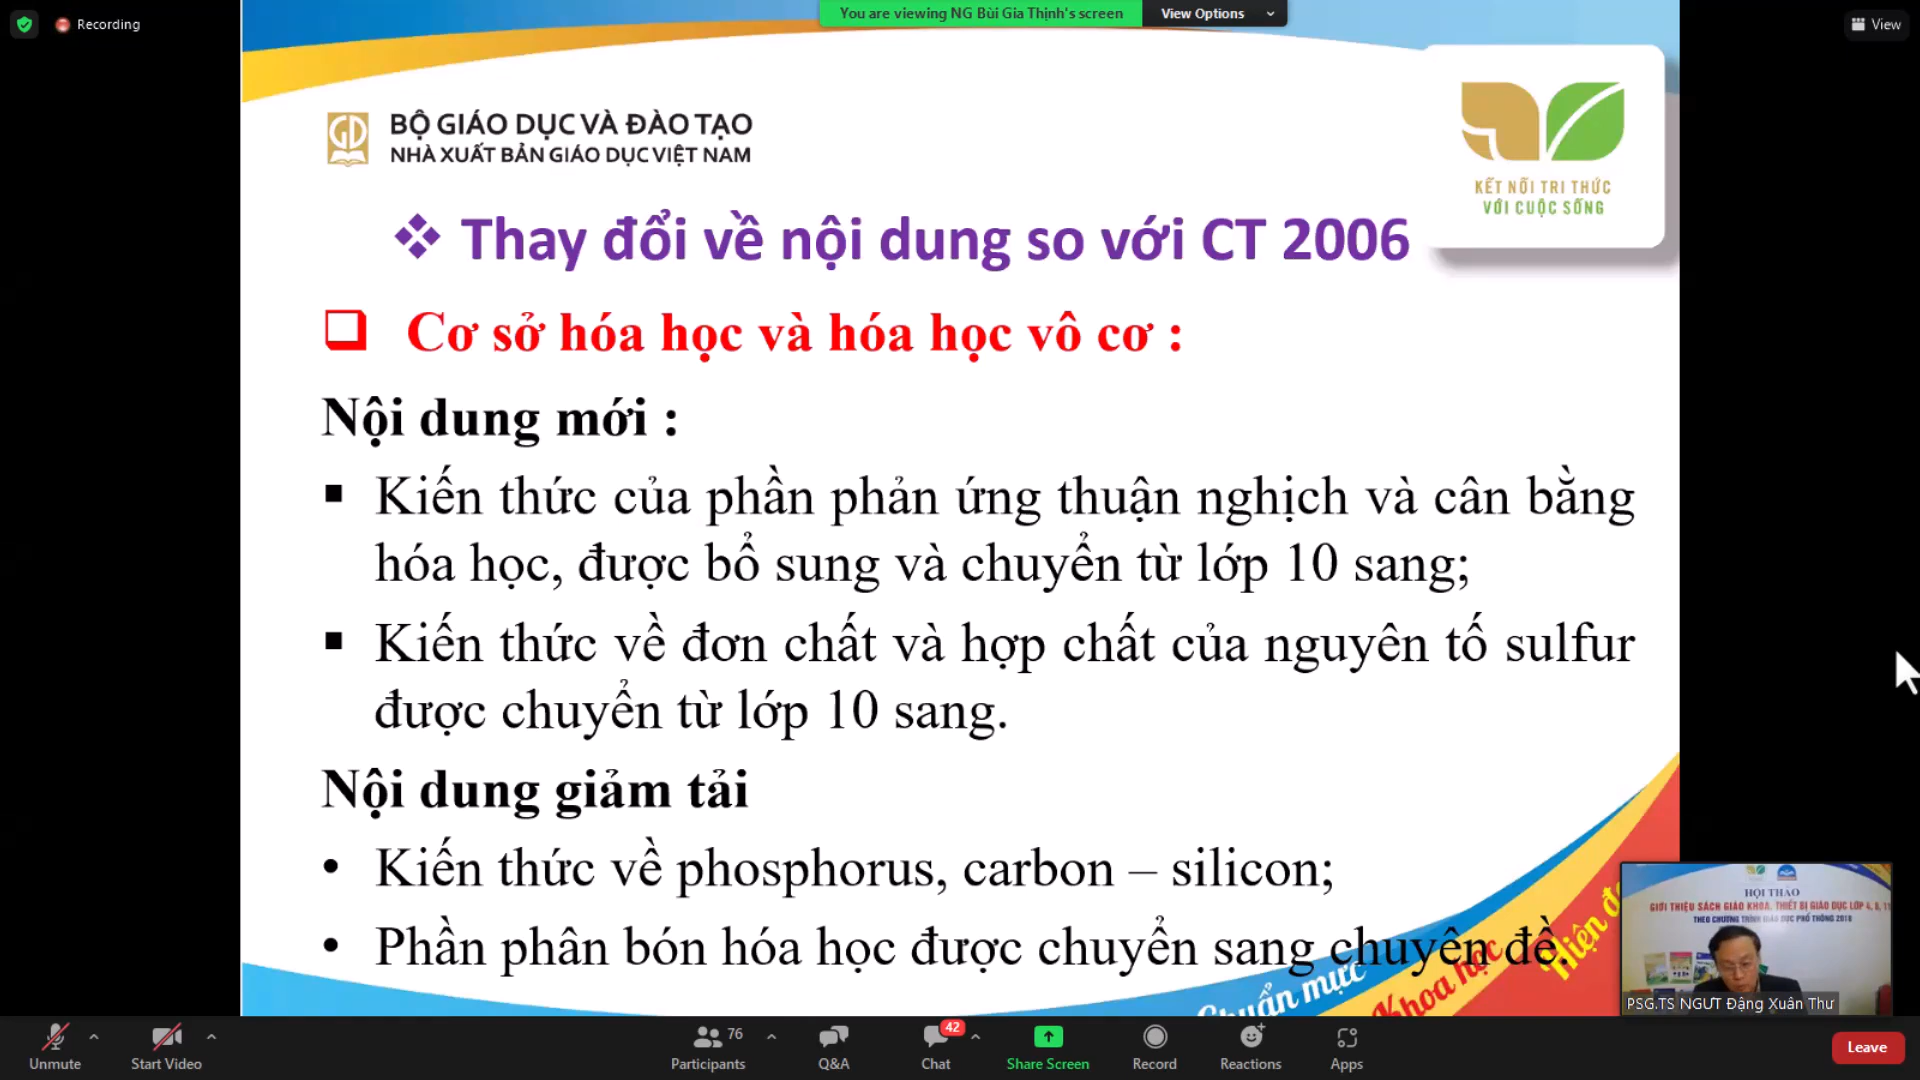 Recording
You are viewing NG Bùi Gia Thịnh's screen
View Options
View
BỘ GIÁO DỤC VÀ ĐÀO TẠO
NHÀ XUẤT BẢN GIÁO DỤC VIỆT NAM
KẾT NỐI TRI THỨC
VỚI CUỘC SỐNG
Thay đổi về nội dung so với CT 2006
Cơ sở hóa học và hóa học vô cơ :
Nội dung mới :
Kiến thức của phần phản ứng thuận nghịch và cân bằng
hóa học, được bổ sung và chuyển từ lớp 10 sang;
Kiến thức về đơn chất và hợp chất của nguyên tố sulfur
được chuyển từ lớp 10 sang.
Nội dung giảm tải
• Kiến thức về phosphorus, carbon – silicon;
• Phần phân bón hóa học được chuyển sang chuyên đề.
Chuẩn mực
Khoa học
Hiện đ
HỘI THẢO
GIỚI THIỆU SÁCH GIÁO KHOA, THIẾT BỊ GIÁO DỤC LỚP 4, 8, 11
THEO CHƯƠNG TRÌNH GIÁO DỤC PHỔ THÔNG 2018
PSG.TS NGƯT Đặng Xuân Thư
Unmute
Start Video
76
Participants
Q&A
42
Chat
Share Screen
Record
Reactions
Apps
Leave